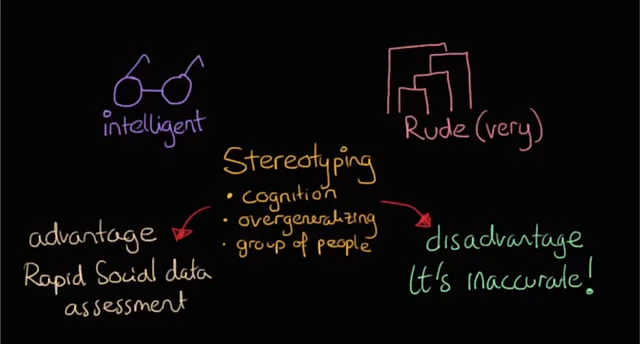 intelligent
Rude (very)
Stereotyping
• cognition
• overgeneralizing
• group of people
advantage
Rapid Social data
assessment
disadvantage
It's inaccurate!